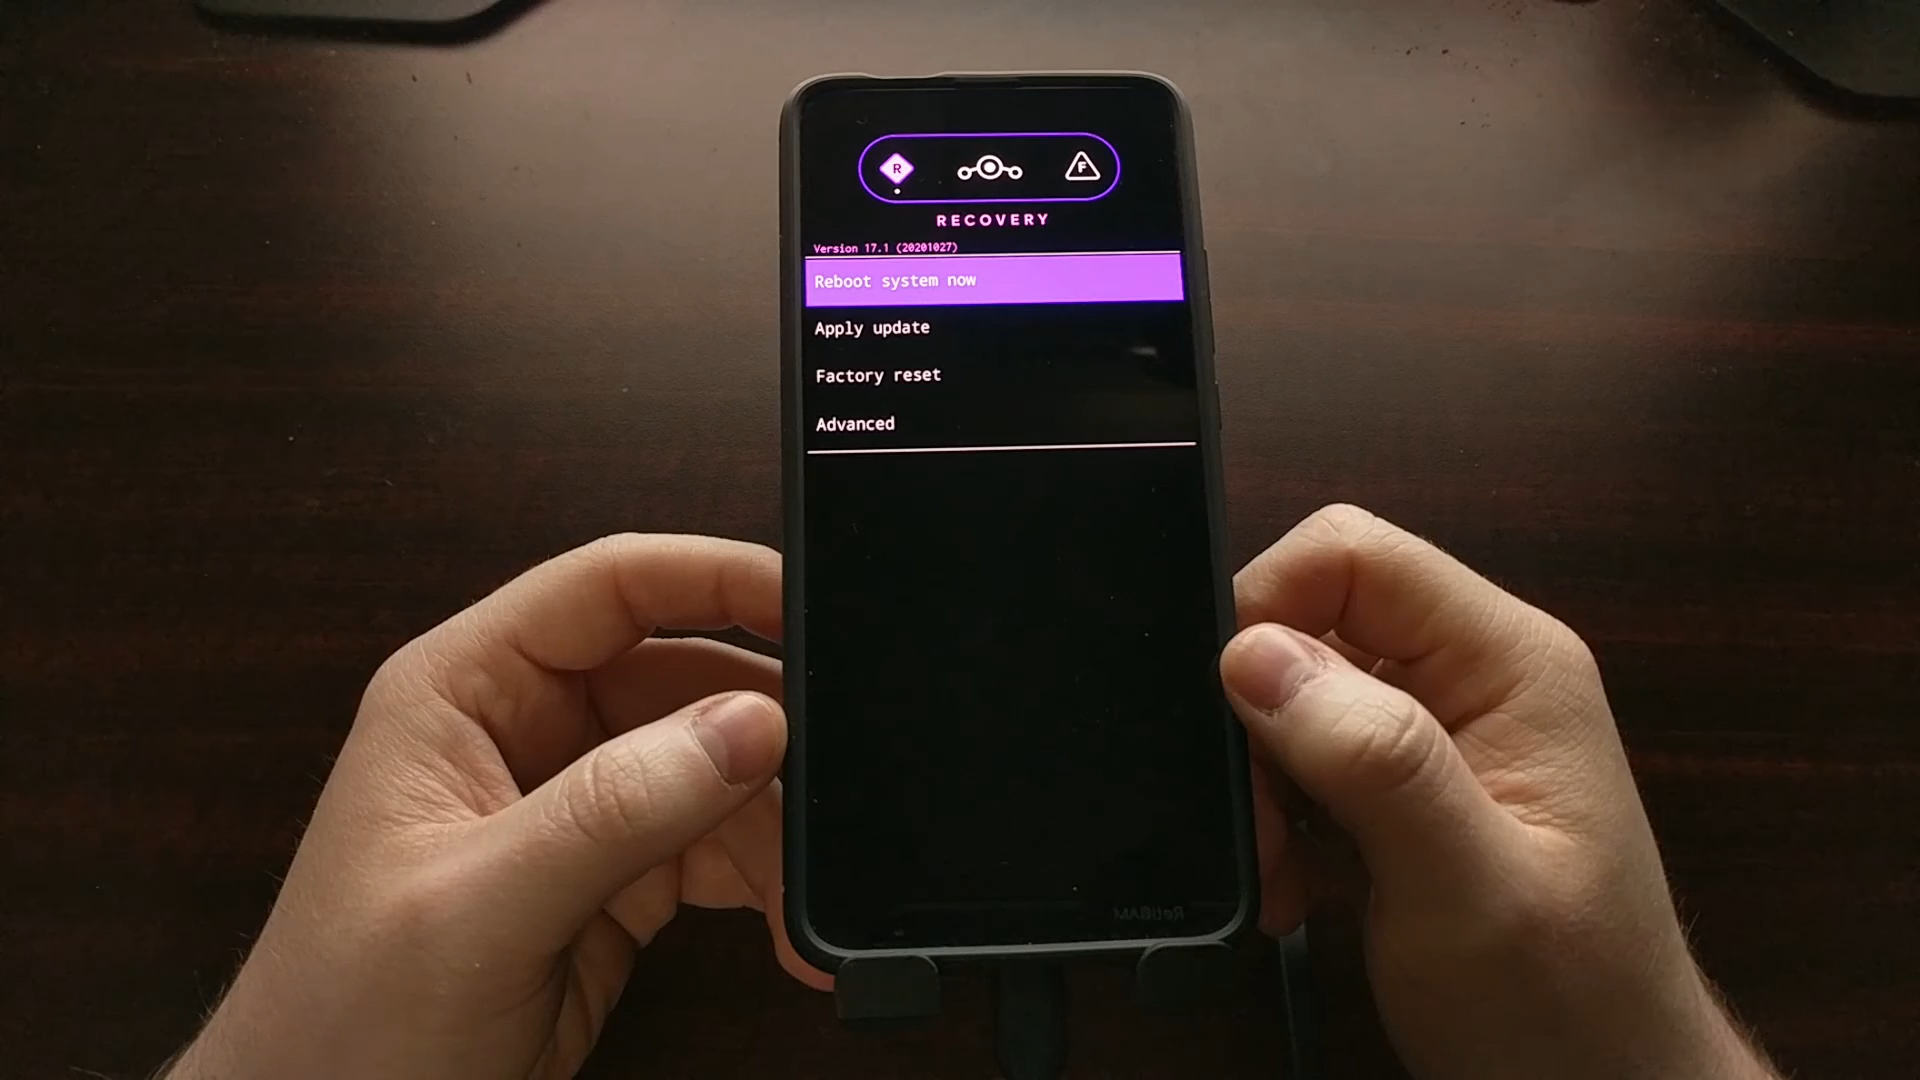 R F
RECOVERY
Version 17.1 (20201027)
Reboot system now
Apply update
Factory reset
Advanced